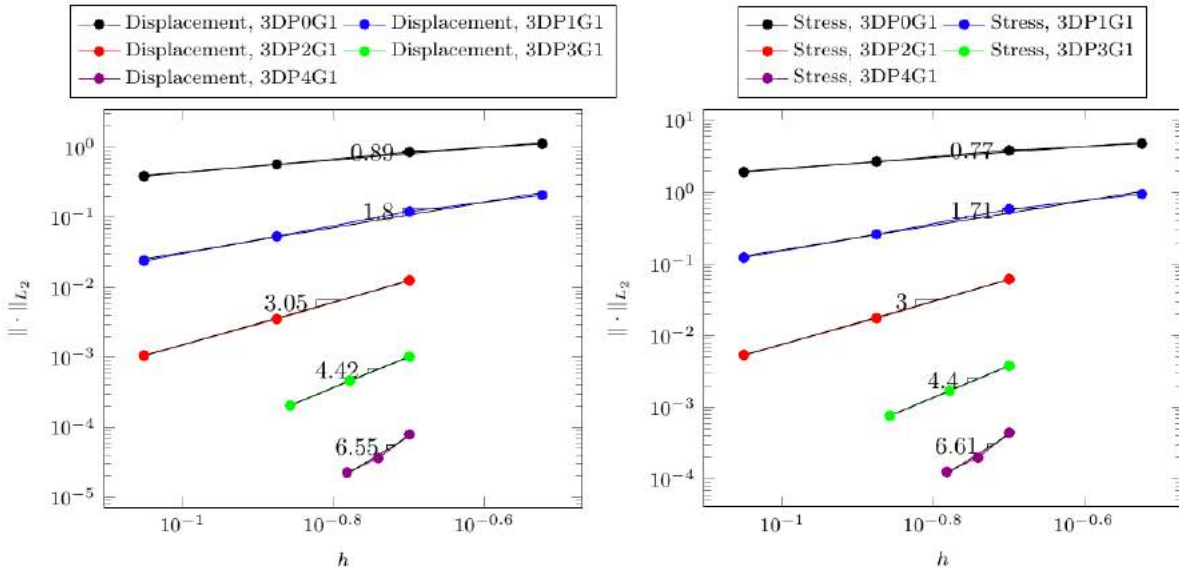 Displacement, 3DP0G1 Displacement, 3DP1G1
Displacement, 3DP2G1 Displacement, 3DP3G1
Displacement, 3DP4G1
10^0
10^-1
10^-2
10^-3
10^-4
10^-5
|| · ||_{L_2}
0.89
1.8
3.05
4.42
6.55
10^-1 10^-0.8 10^-0.6
h
Stress, 3DP0G1 Stress, 3DP1G1
Stress, 3DP2G1 Stress, 3DP3G1
Stress, 3DP4G1
10^1
10^0
10^-1
10^-2
10^-3
10^-4
|| · ||_{L_2}
0.77
1.71
3
4.4
6.61
10^-1 10^-0.8 10^-0.6
h